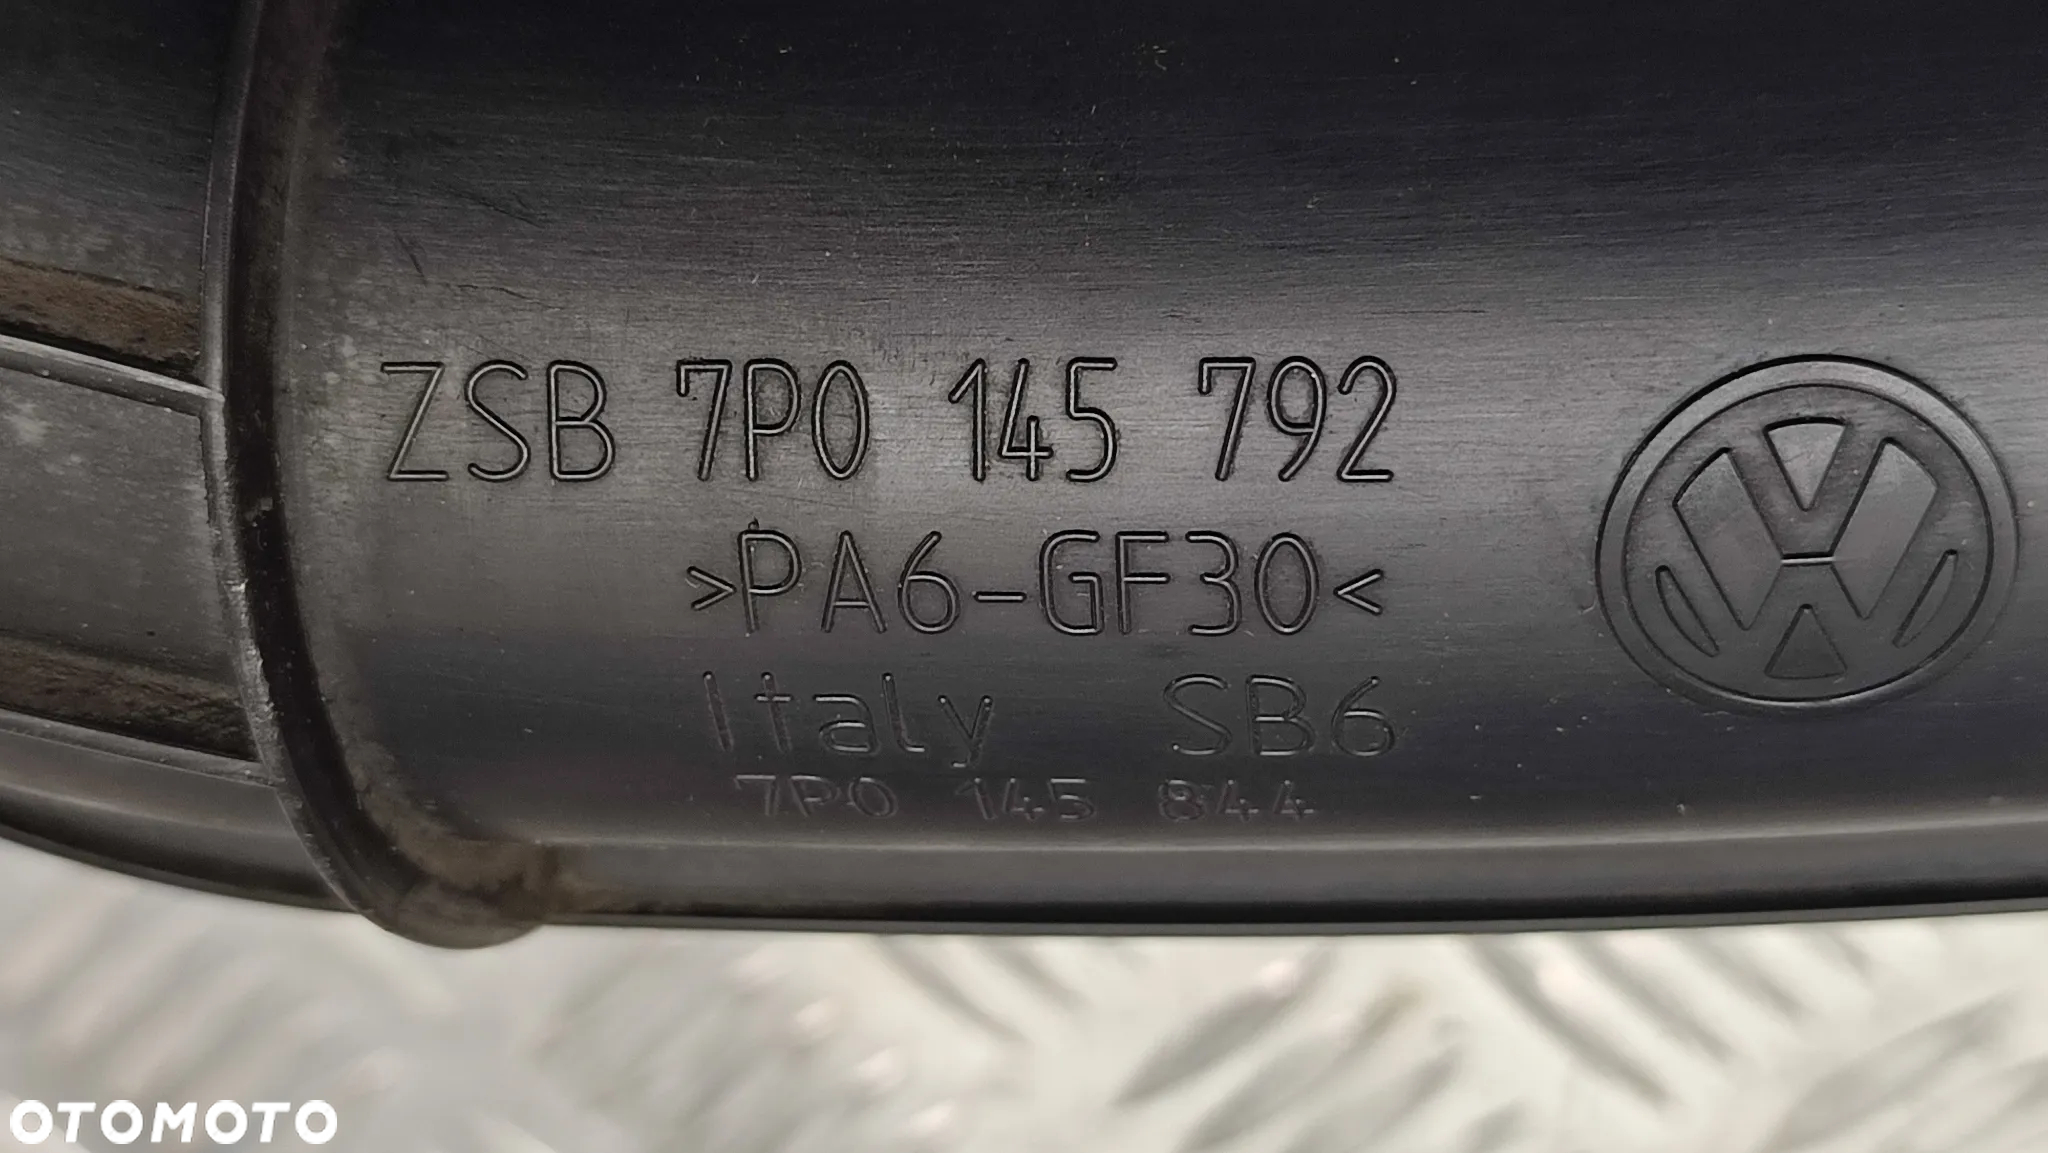 ZSB 7P0 145 792
>PA6-GF30<
Italy SB6
7P0 145 844
OTOMOTO